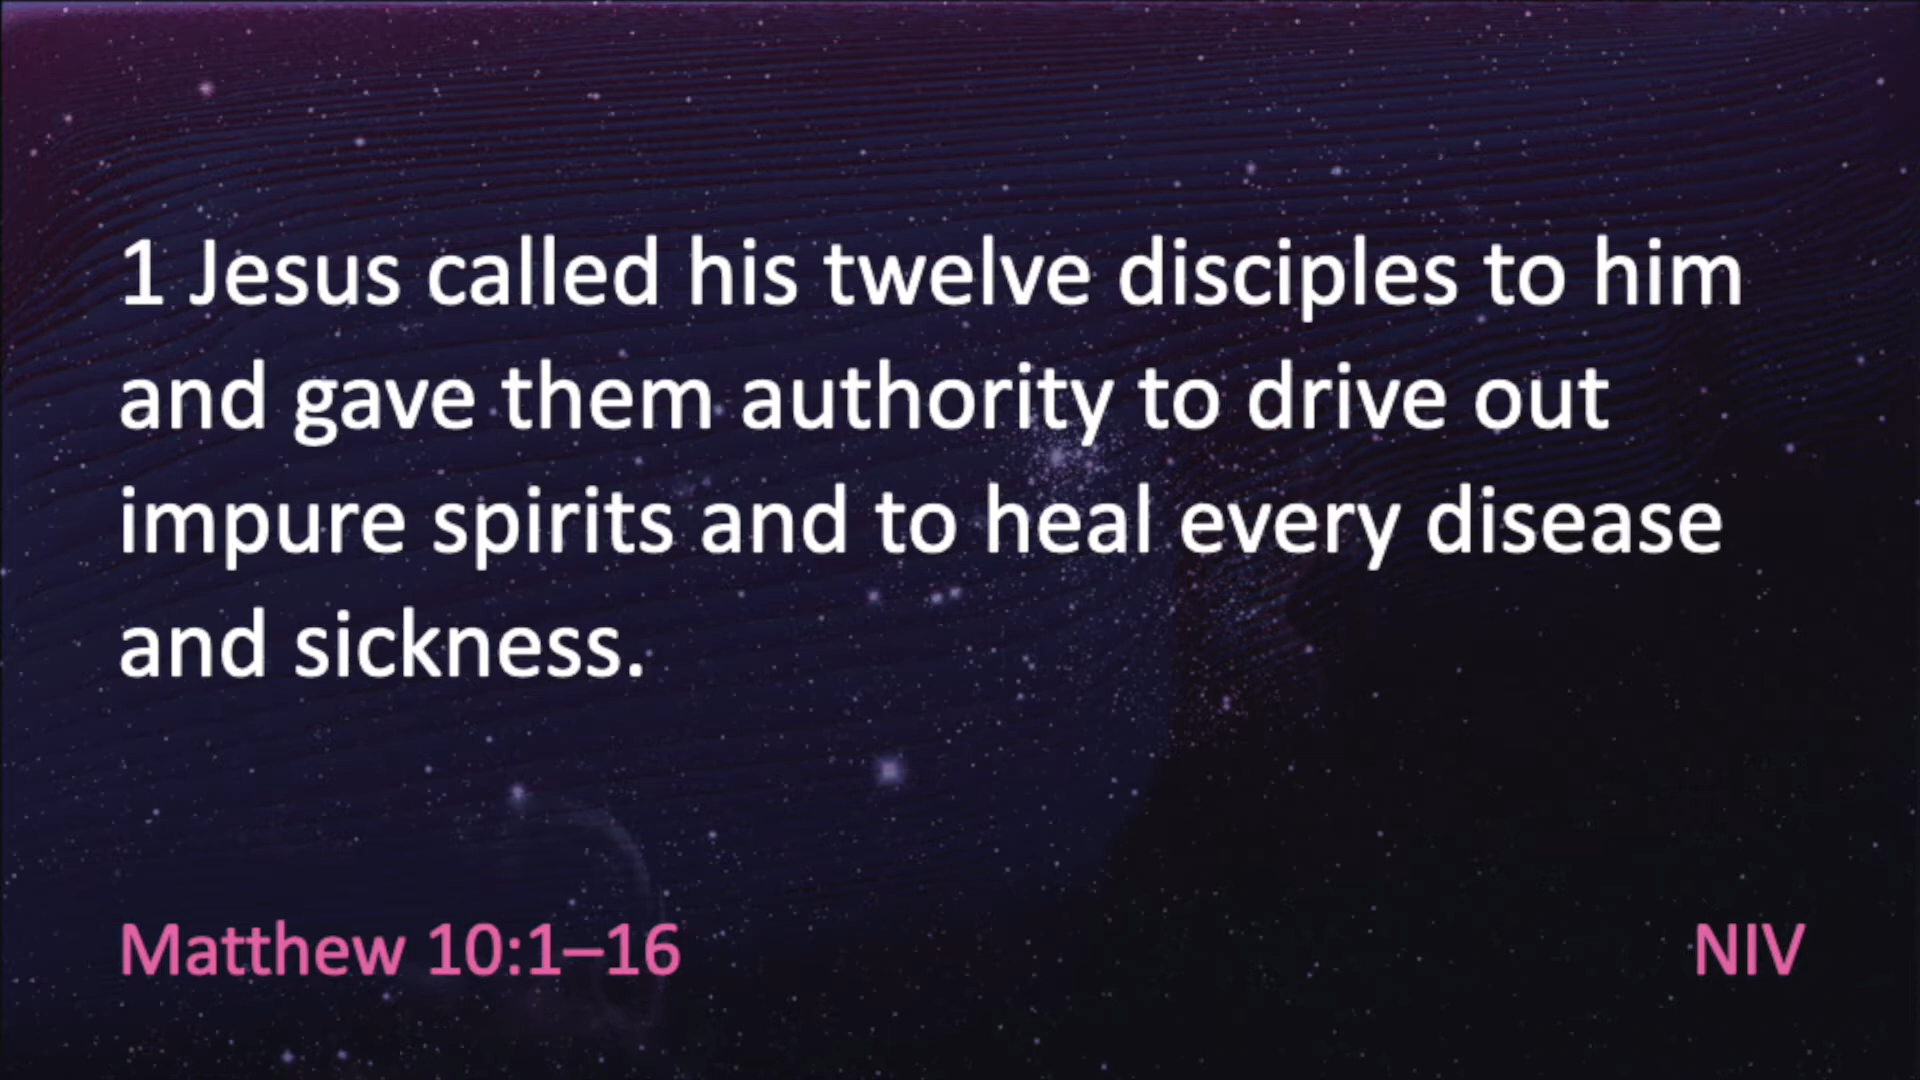 1 Jesus called his twelve disciples to him
and gave them authority to drive out
impure spirits and to heal every disease
and sickness.
Matthew 10:1–16
NIV